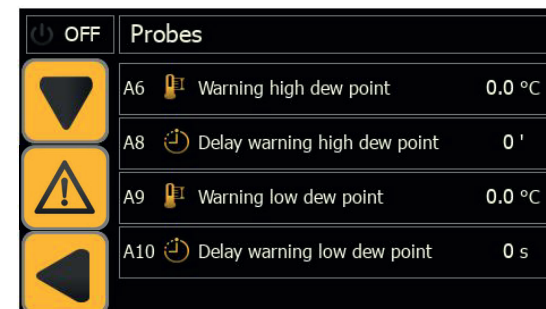 OFF Probes
A6 Warning high dew point 0.0 °C
A8 Delay warning high dew point 0 '
A9 Warning low dew point 0.0 °C
A10 Delay warning low dew point 0 s